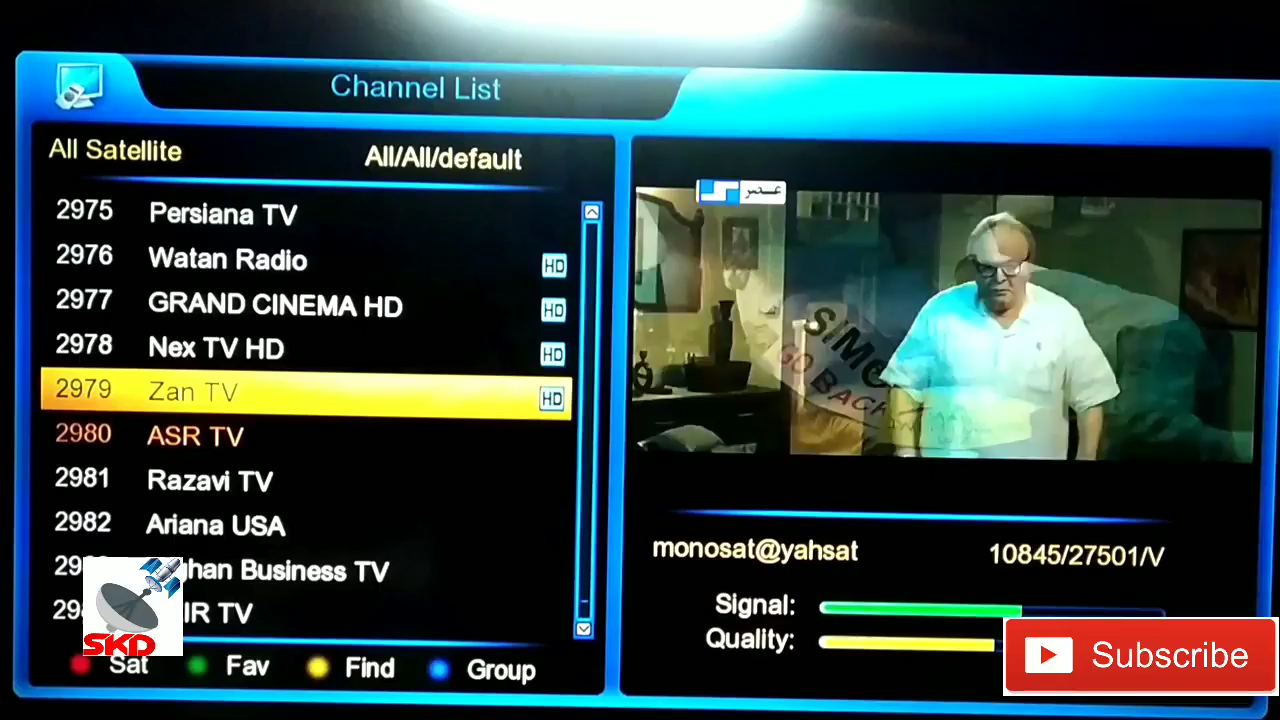 Channel List
All Satellite All/All/default
2975 Persiana TV
2976 Watan Radio HD
2977 GRAND CINEMA HD HD
2978 Nex TV HD HD
2979 Zan TV HD
2980 ASR TV
2981 Razavi TV
2982 Ariana USA
Business TV
TV
Sat Fav Find Group
عصر
GO BACK
monosat@yahsat 10845/27501/V
Signal:
Quality:
SKD
Subscribe